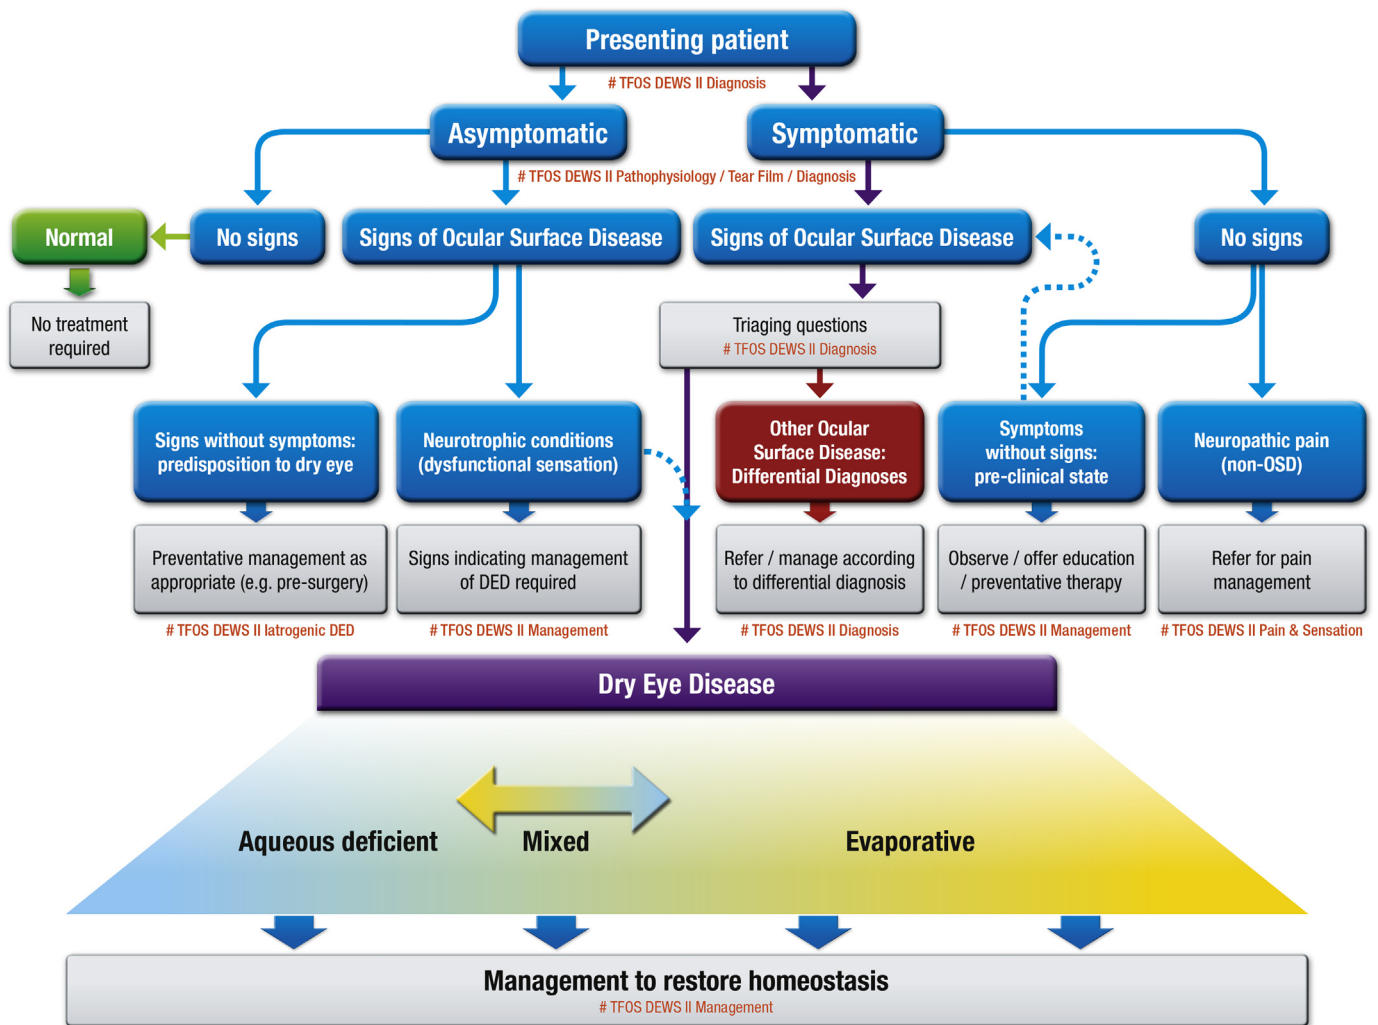 Presenting patient
# TFOS DEWS II Diagnosis
Asymptomatic
Symptomatic
# TFOS DEWS II Pathophysiology / Tear Film / Diagnosis
Normal
No signs
Signs of Ocular Surface Disease
Signs of Ocular Surface Disease
No signs
No treatment
required
Triaging questions
# TFOS DEWS II Diagnosis
Signs without symptoms:
predisposition to dry eye
Neurotrophic conditions
(dysfunctional sensation)
Other Ocular
Surface Disease:
Differential Diagnoses
Symptoms
without signs:
pre-clinical state
Neuropathic pain
(non-OSD)
Preventative management as
appropriate (e.g. pre-surgery)
Signs indicating management
of DED required
Refer / manage according
to differential diagnosis
Observe / offer education
/ preventative therapy
Refer for pain
management
# TFOS DEWS II Iatrogenic DED
# TFOS DEWS II Management
# TFOS DEWS II Diagnosis
# TFOS DEWS II Management
# TFOS DEWS II Pain & Sensation
Dry Eye Disease
Aqueous deficient
Mixed
Evaporative
Management to restore homeostasis
# TFOS DEWS II Management